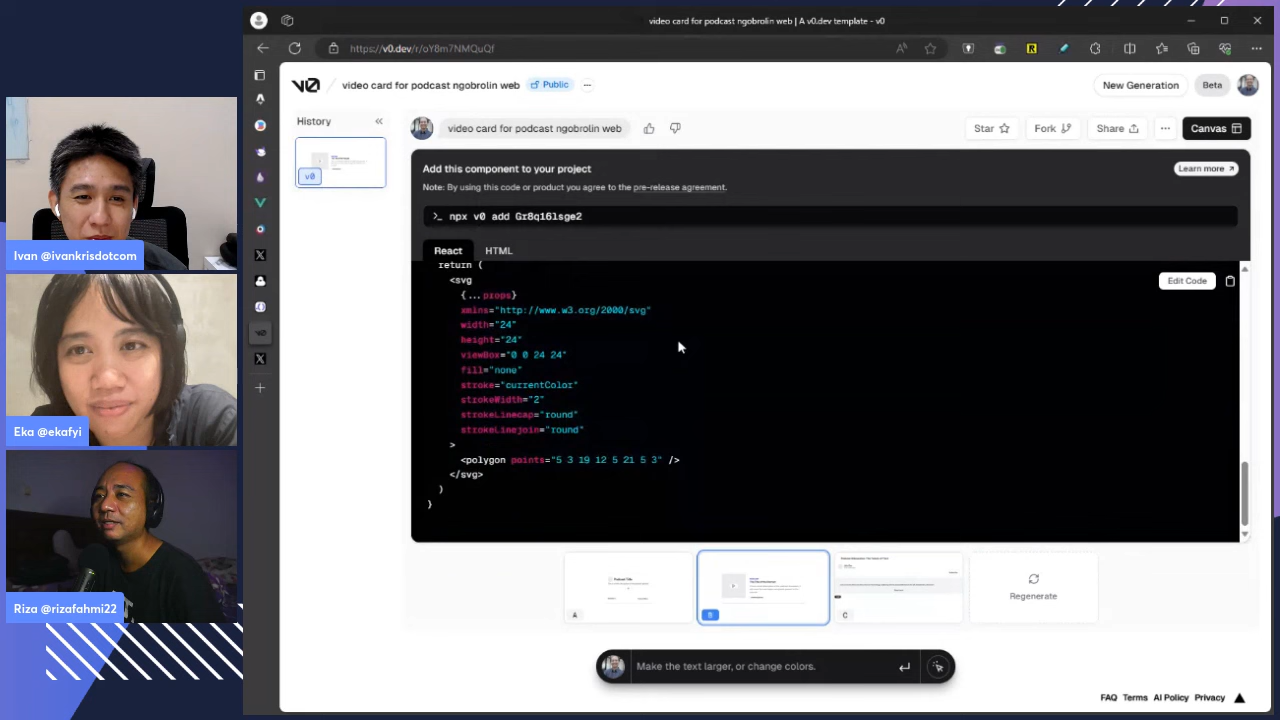 video card for podcast ngobrolin web | A v0.dev template - v0
https://v0.dev/r/oY8m7NMQuQf
video card for podcast ngobrolin web
Public
New Generation
Beta
History
v0
video card for podcast ngobrolin web
Star
Fork
Share
Canvas
Add this component to your project
Learn more
Note: By using this code or product you agree to the pre-release agreement.
>_ npx v0 add Gr8q16lsge2
React HTML
return (
Edit Code
<svg
{...props}
xmlns="http://www.w3.org/2000/svg"
width="24"
height="24"
viewBox="0 0 24 24"
fill="none"
stroke="currentColor"
strokeWidth="2"
strokeLinecap="round"
strokeLinejoin="round"
>
<polygon points="5 3 19 12 5 21 5 3" />
</svg>
)
}
A
B
C
Regenerate
Make the text larger, or change colors.
FAQ Terms AI Policy Privacy
Ivan @ivankrisdotcom
Eka @ekafyi
Riza @rizafahmi22